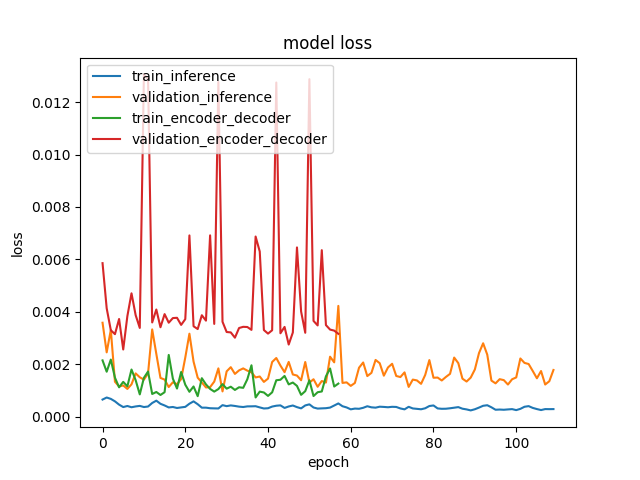 model loss
train_inference
validation_inference
train_encoder_decoder
validation_encoder_decoder
0.012
0.010
0.008
0.006
0.004
0.002
0.000
loss
0 20 40 60 80 100
epoch